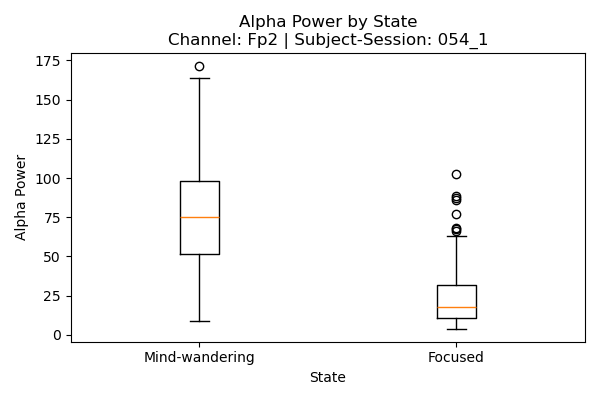 Alpha Power by State
Channel: Fp2 | Subject-Session: 054_1
175
150
125
100
75
50
25
0
Alpha Power
Mind-wandering
Focused
State